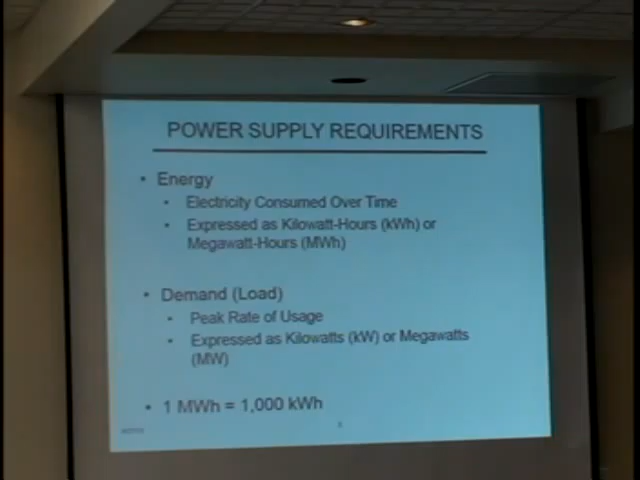 POWER SUPPLY REQUIREMENTS
• Energy
• Electricity Consumed Over Time
• Expressed as Kilowatt-Hours (kWh) or
Megawatt-Hours (MWh)
• Demand (Load)
• Peak Rate of Usage
• Expressed as Kilowatts (kW) or Megawatts
(MW)
• 1 MWh = 1,000 kWh